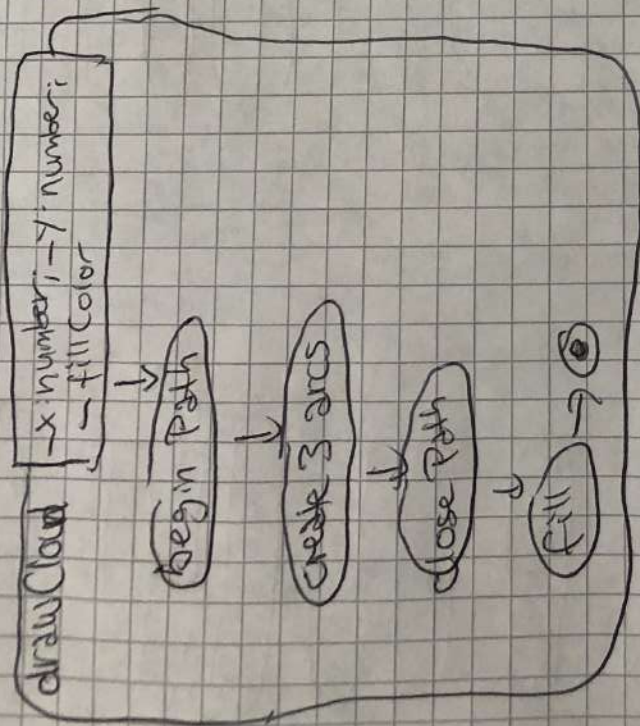 drawCloud
-x:number; -y:number;
- fillColor
begin Path
create 3 arcs
close Path
fill